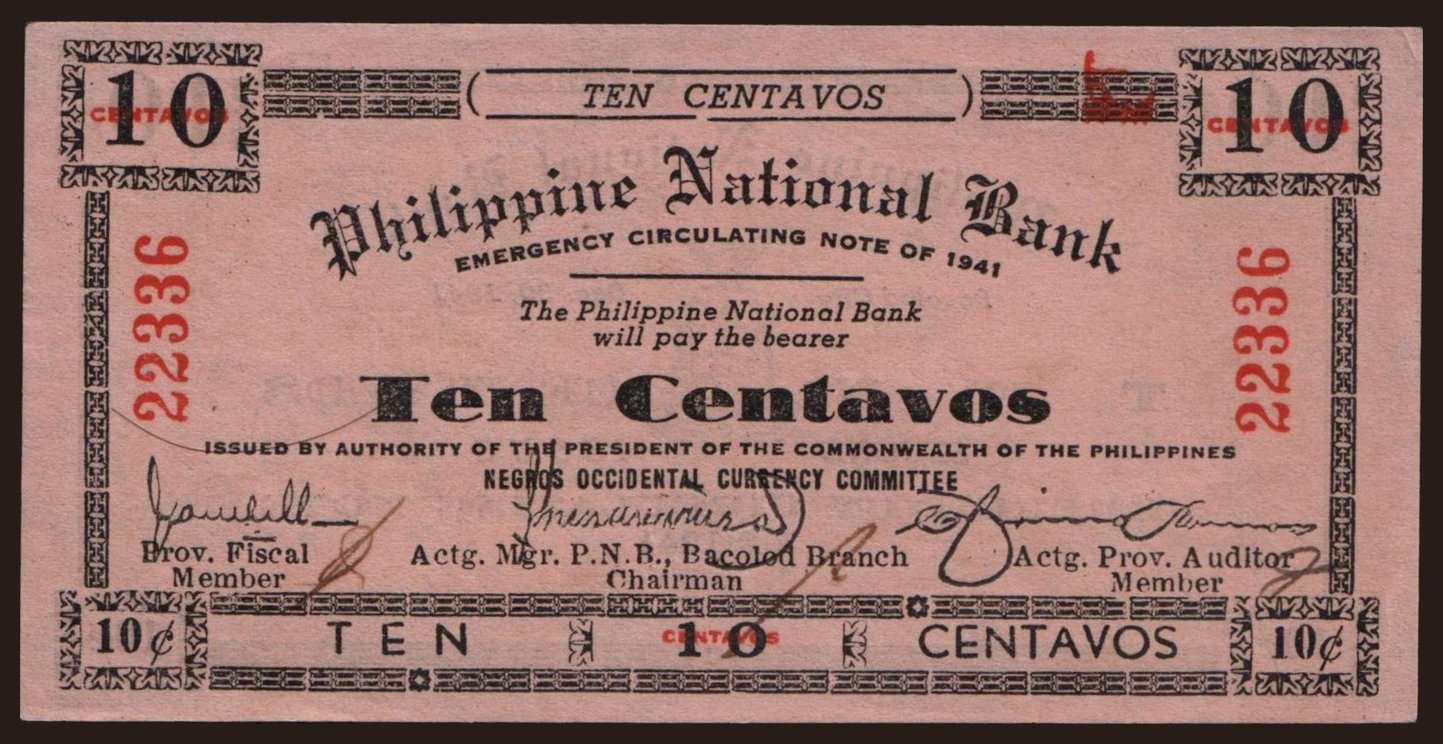 10 CENTAVOS
( TEN CENTAVOS )
10 CENTAVOS
Philippine National Bank
EMERGENCY CIRCULATING NOTE OF 1941
The Philippine National Bank
will pay the bearer
22336
22336
Ten Centavos
ISSUED BY AUTHORITY OF THE PRESIDENT OF THE COMMONWEALTH OF THE PHILIPPINES
NEGROS OCCIDENTAL CURRENCY COMMITTEE
Prov. Fiscal
Member
Actg. Mgr. P.N.B., Bacolod Branch
Chairman
Actg. Prov. Auditor
Member
10¢ TEN 10 CENTAVOS CENTAVOS 10¢